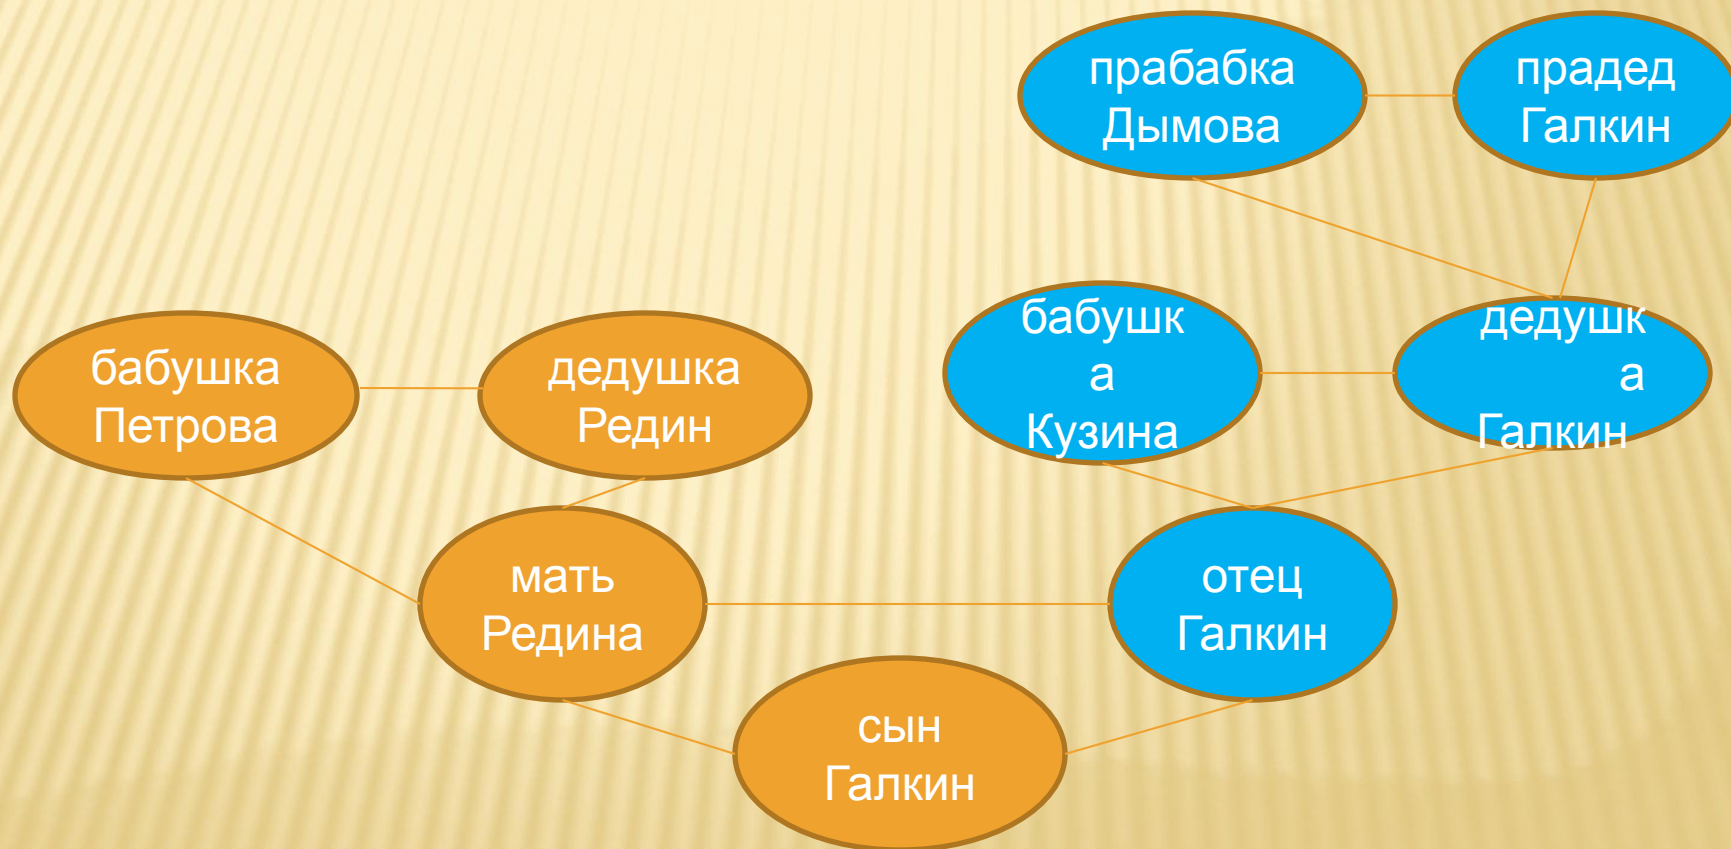 прабабка
Дымова
прадед
Галкин
бабушка
Петрова
дедушка
Редин
бабушк
а
Кузина
дедушк
а
Галкин
мать
Редина
отец
Галкин
сын
Галкин